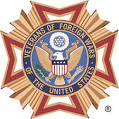 VETERANS OF FOREIGN WARS
OF THE UNITED STATES
®